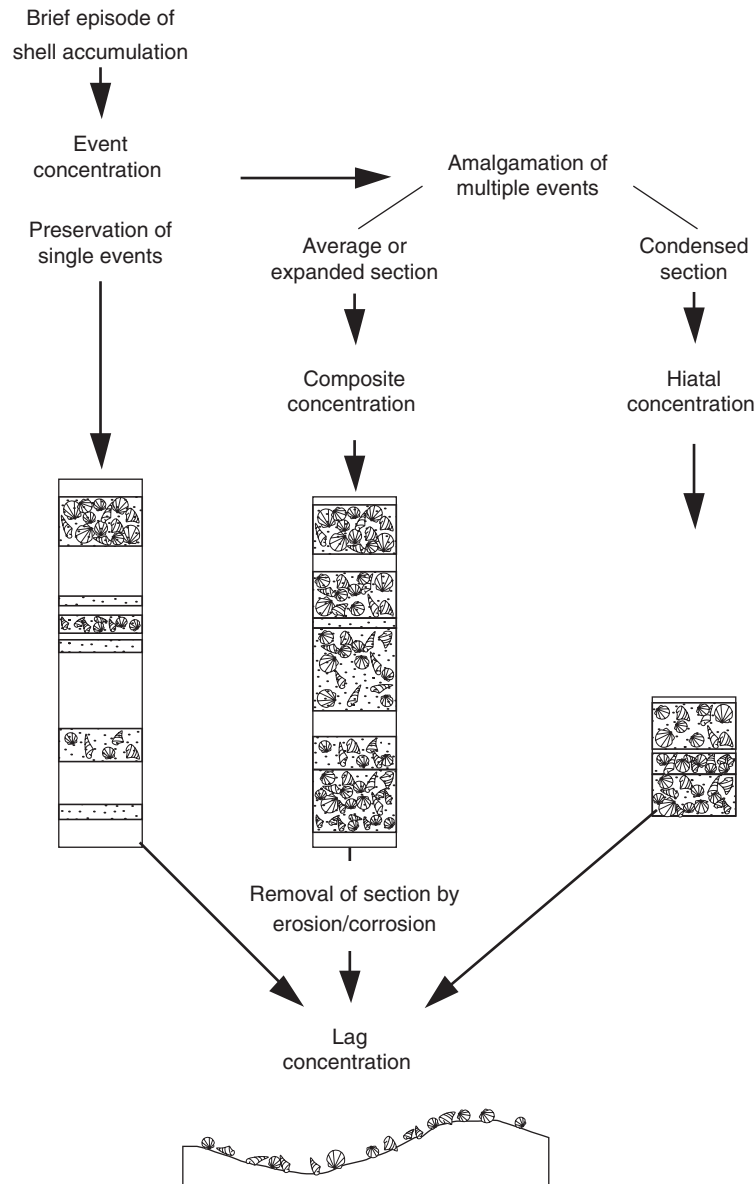 Brief episode of
shell accumulation
Event
concentration
Amalgamation of
multiple events
Preservation of
single events
Average or
expanded section
Condensed
section
Composite
concentration
Hiatal
concentration
Removal of section by
erosion/corrosion
Lag
concentration